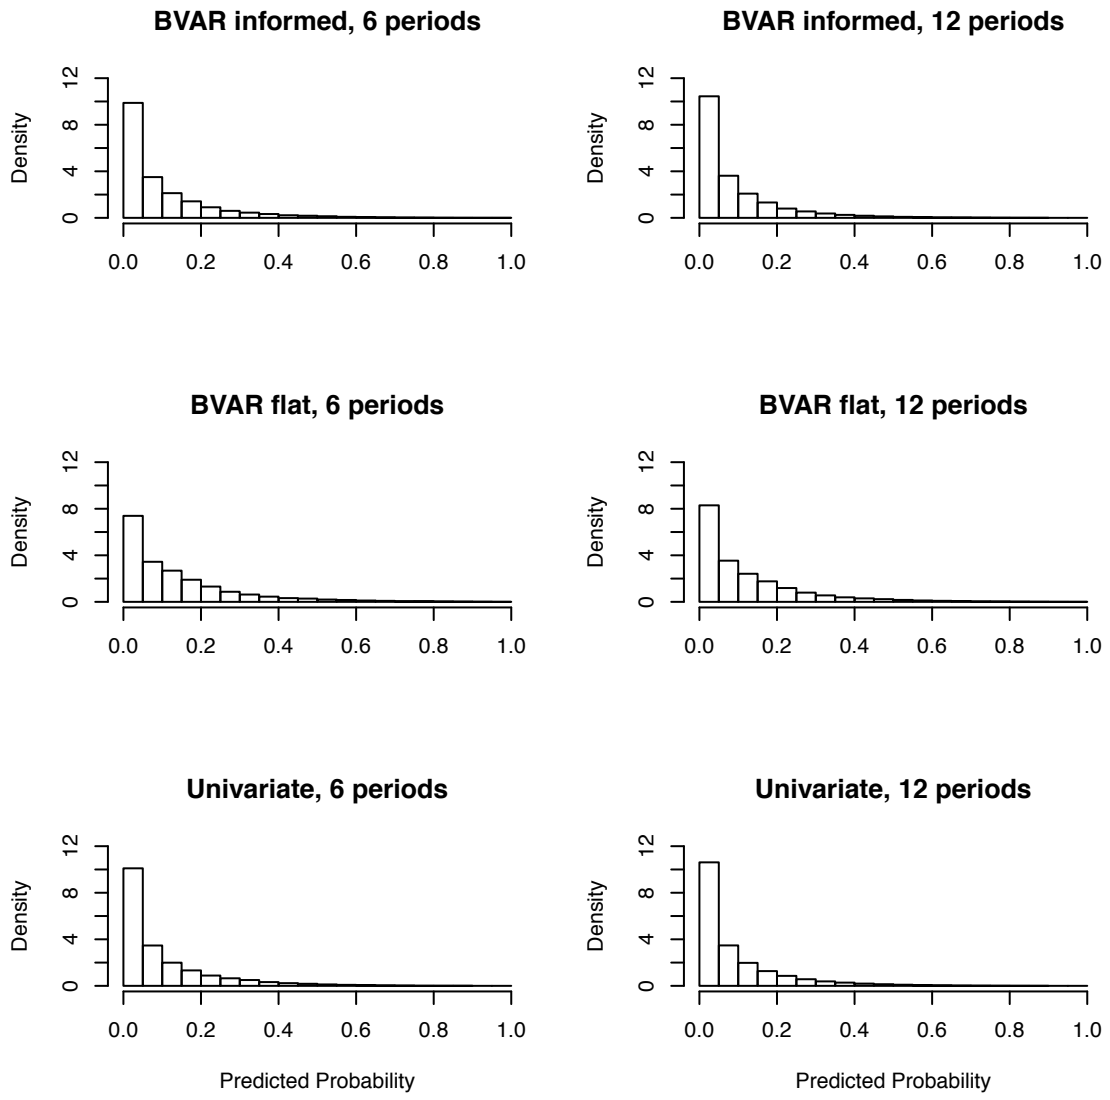 BVAR informed, 6 periods
Density
0 4 8 12
0.0 0.2 0.4 0.6 0.8 1.0
BVAR informed, 12 periods
Density
0 4 8 12
0.0 0.2 0.4 0.6 0.8 1.0
BVAR flat, 6 periods
Density
0 4 8 12
0.0 0.2 0.4 0.6 0.8 1.0
BVAR flat, 12 periods
Density
0 4 8 12
0.0 0.2 0.4 0.6 0.8 1.0
Univariate, 6 periods
Density
0 4 8 12
0.0 0.2 0.4 0.6 0.8 1.0
Predicted Probability
Univariate, 12 periods
Density
0 4 8 12
0.0 0.2 0.4 0.6 0.8 1.0
Predicted Probability